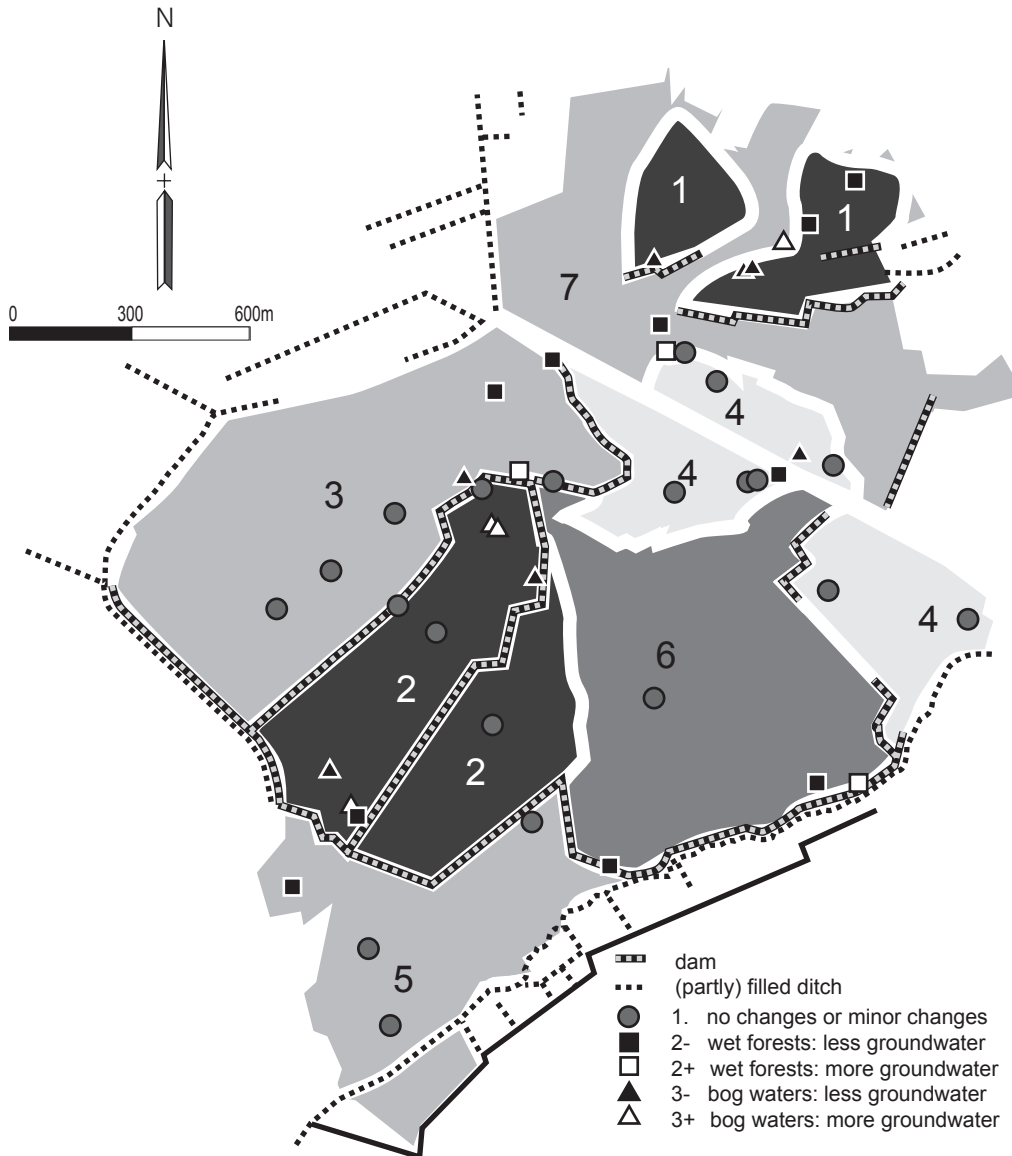 N
0 300 600m
1
1
7
4
4
3
4
6
2
2
5
dam
(partly) filled ditch
1. no changes or minor changes
2- wet forests: less groundwater
2+ wet forests: more groundwater
3- bog waters: less groundwater
3+ bog waters: more groundwater